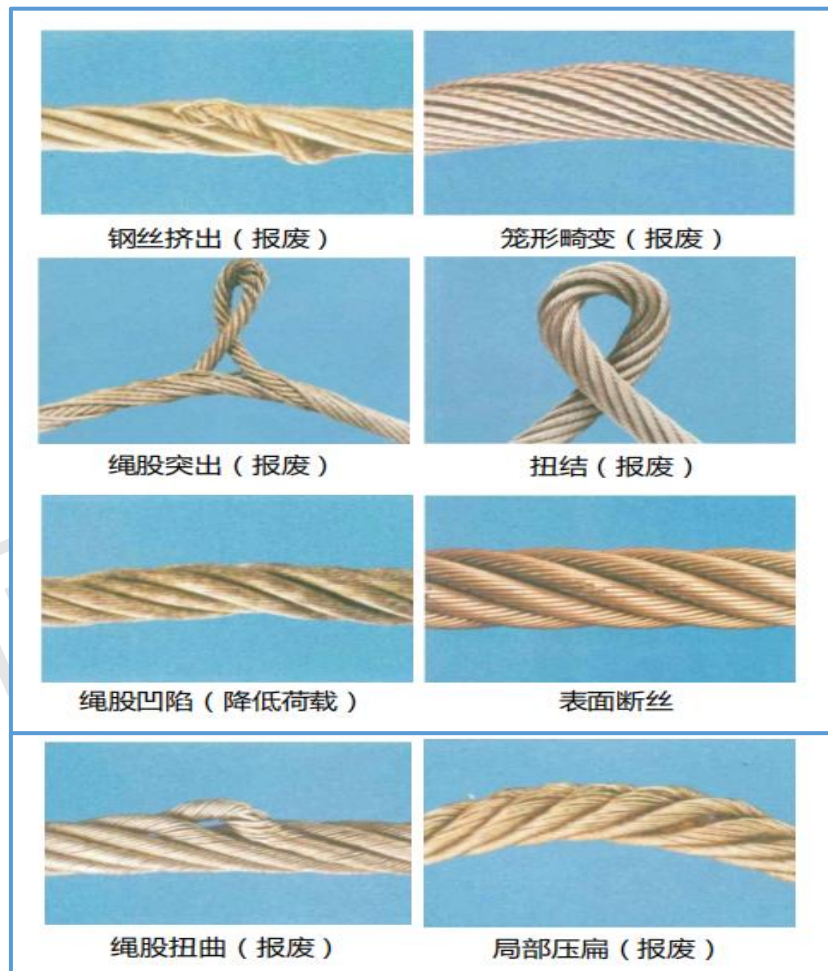 钢丝挤出（报废）
笼形畸变（报废）
绳股突出（报废）
扭结（报废）
绳股凹陷（降低荷载）
表面断丝
绳股扭曲（报废）
局部压扁（报废）